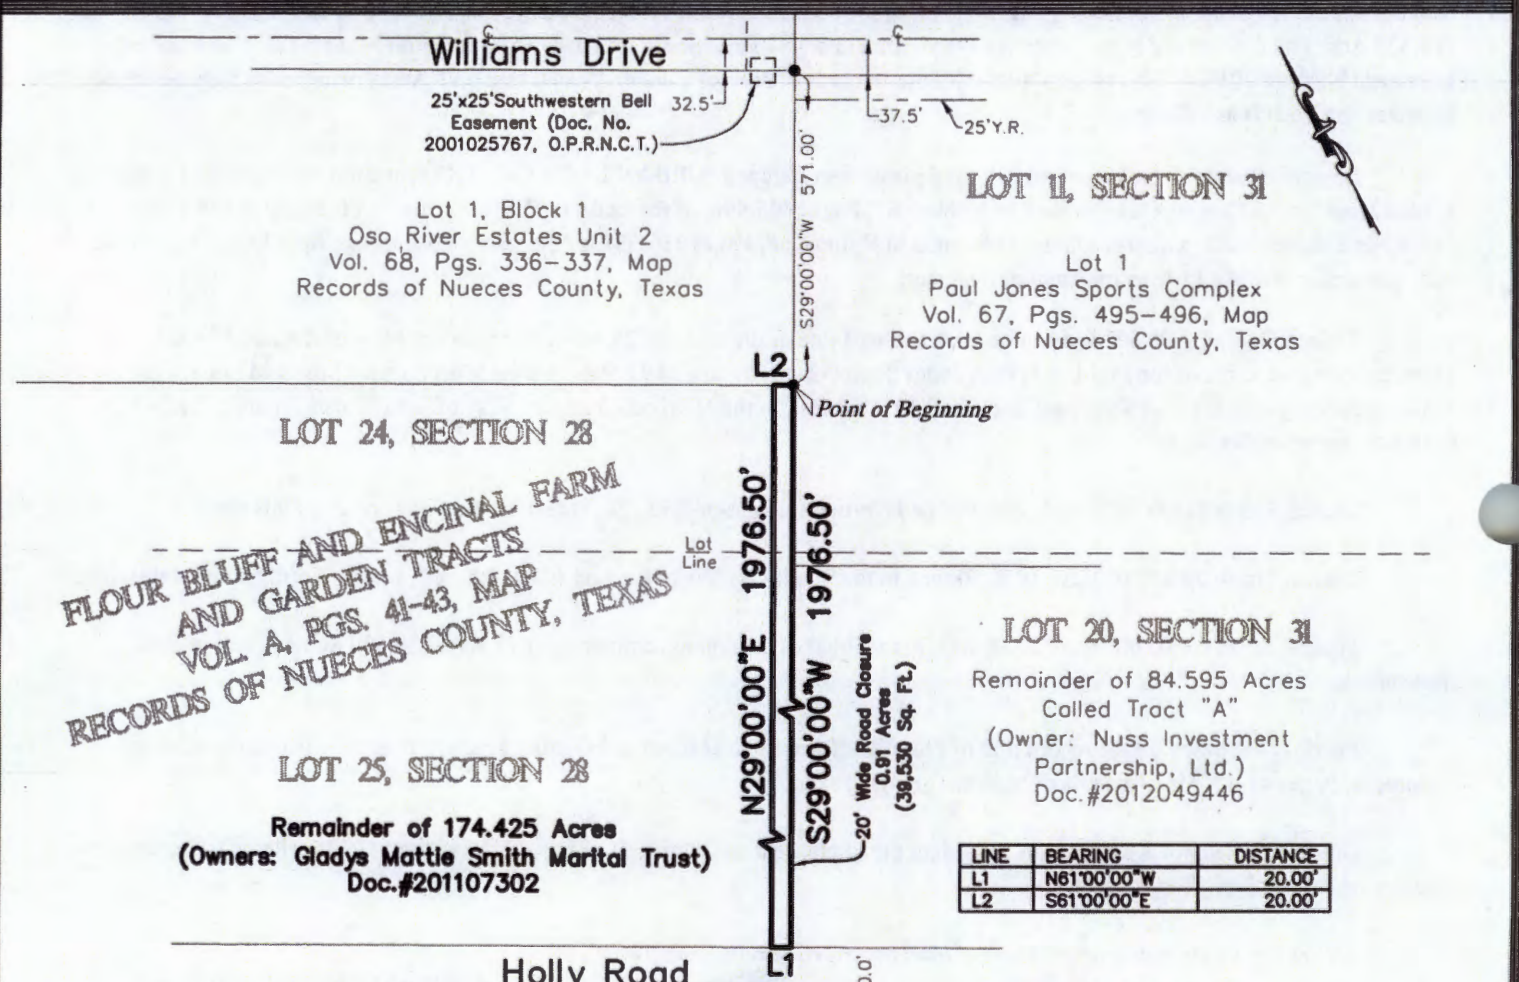 ℄
℄
Williams Drive
25'x25'Southwestern Bell
Easement (Doc. No.
2001025767, O.P.R.N.C.T.)
32.5'
37.5'
25'Y.R.
S29°00'00"W 571.00'
LOT 11, SECTION 31
Lot 1, Block 1
Oso River Estates Unit 2
Vol. 68, Pgs. 336-337, Map
Records of Nueces County, Texas
Lot 1
Paul Jones Sports Complex
Vol. 67, Pgs. 495-496, Map
Records of Nueces County, Texas
L2
Point of Beginning
LOT 24, SECTION 28
FLOUR BLUFF AND ENCINAL FARM
AND GARDEN TRACTS
VOL. A, PGS. 41-43, MAP
RECORDS OF NUECES COUNTY, TEXAS
Lot
Line
N29°00'00"E 1976.50'
S29°00'00"W 1976.50'
20' Wide Road Closure
0.91 Acres
(39,530 Sq. Ft.)
LOT 20, SECTION 31
Remainder of 84.595 Acres
Called Tract "A"
(Owner: Nuss Investment
Partnership, Ltd.)
Doc.#2012049446
LOT 25, SECTION 28
Remainder of 174.425 Acres
(Owners: Gladys Mattie Smith Marital Trust)
Doc.#201107302
LINE BEARING DISTANCE
L1 N61°00'00"W 20.00'
L2 S61°00'00"E 20.00'
L1
Holly Road